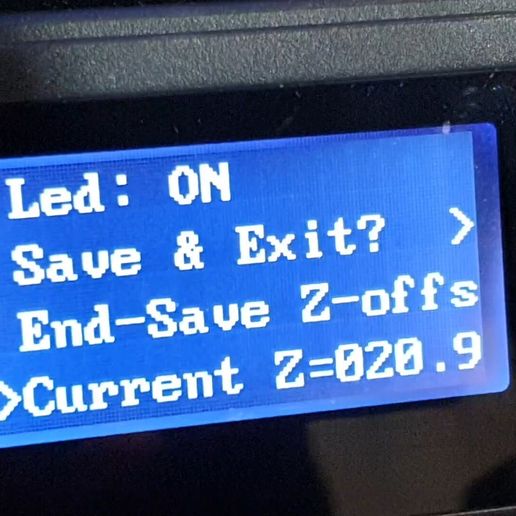 Led: ON
Save & Exit? >
End-Save Z-offs
>Current Z=020.9